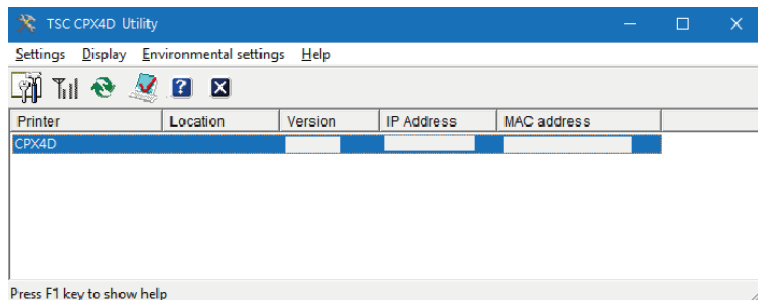 TSC CPX4D Utility
Settings Display Environmental settings Help
Printer Location Version IP Address MAC address
CPX4D
Press F1 key to show help